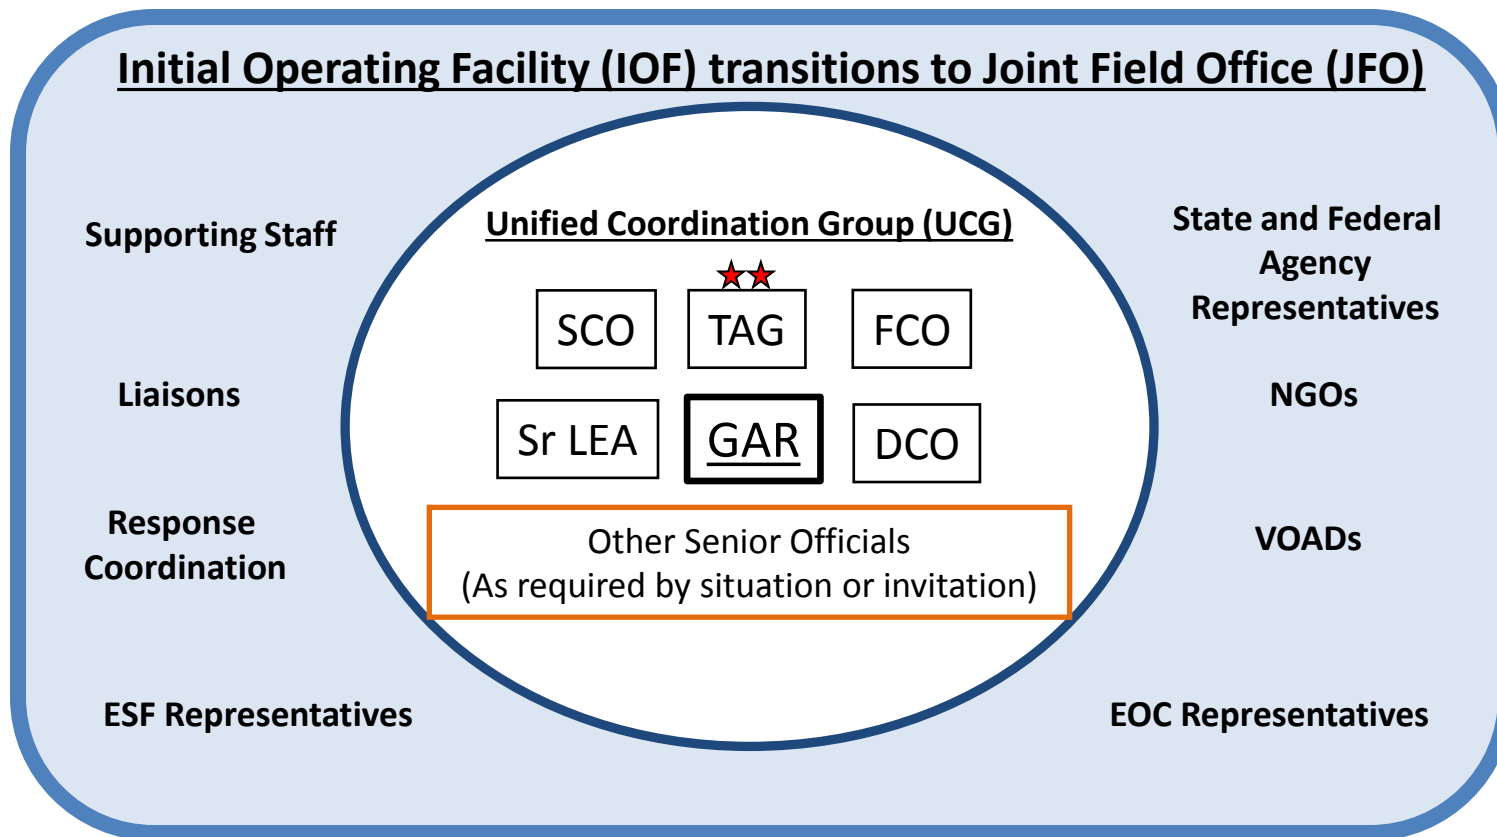 Initial Operating Facility (IOF) transitions to Joint Field Office (JFO)
Supporting Staff
Liaisons
Response
Coordination
ESF Representatives
Unified Coordination Group (UCG)
SCO
TAG
FCO
Sr LEA
GAR
DCO
Other Senior Officials
(As required by situation or invitation)
State and Federal
Agency
Representatives
NGOs
VOADs
EOC Representatives